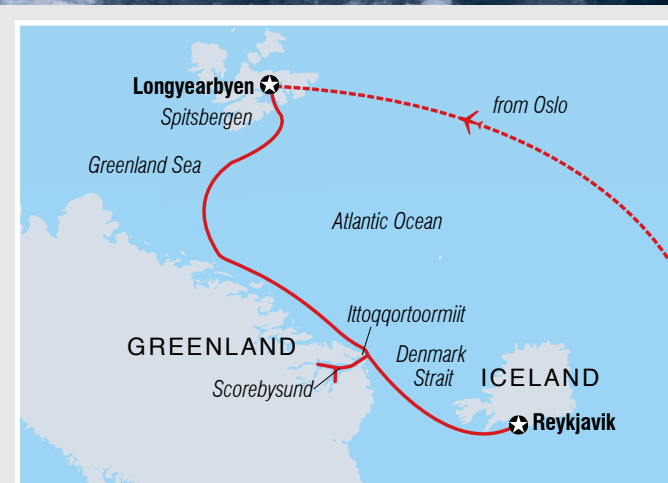 Longyearbyen
Spitsbergen
from Oslo
Greenland Sea
Atlantic Ocean
Ittoqqortoormiit
GREENLAND
Denmark
Strait
Scorebysund
ICELAND
Reykjavik